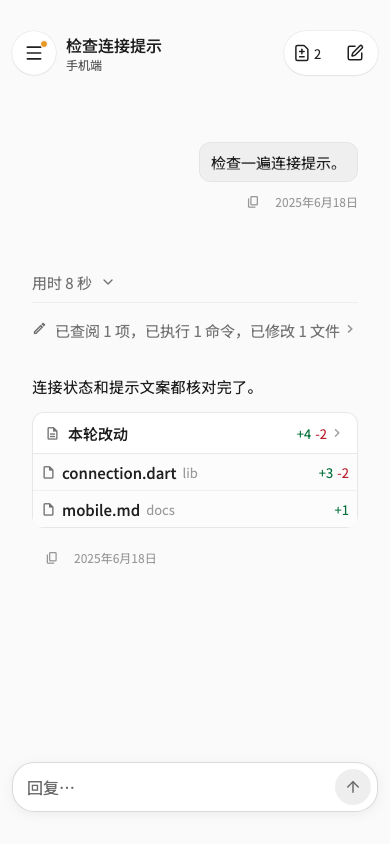 检查连接提示
手机端
2
检查一遍连接提示。
2025年6月18日
用时 8 秒
已查阅 1 项，已执行 1 命令，已修改 1 文件
连接状态和提示文案都核对完了。
本轮改动 +4 -2
connection.dart lib +3 -2
mobile.md docs +1
2025年6月18日
回复…